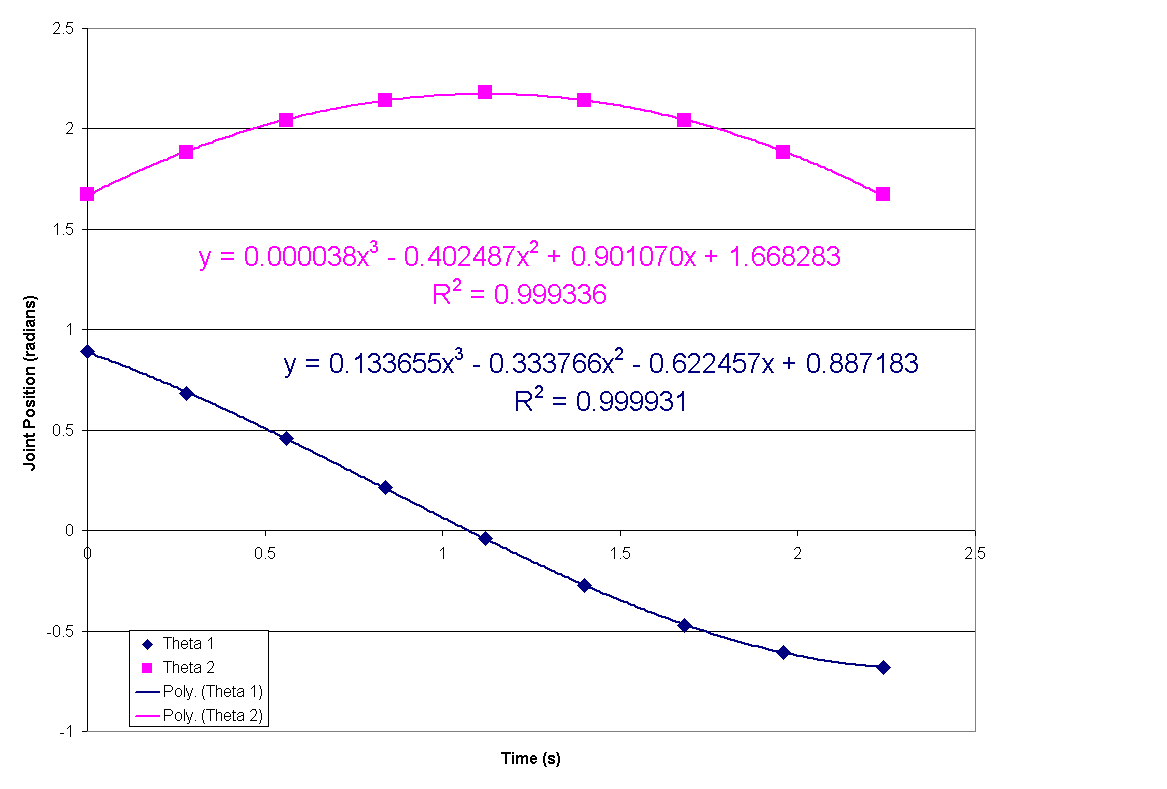 2.5
2
1.5
1
0.5
0
-0.5
-1
Joint Position (radians)
y = 0.000038x³ - 0.402487x² + 0.901070x + 1.668283
R² = 0.999336
y = 0.133655x³ - 0.333766x² - 0.622457x + 0.887183
R² = 0.999931
0 0.5 1 1.5 2 2.5
Theta 1
Theta 2
Poly. (Theta 1)
Poly. (Theta 2)
Time (s)